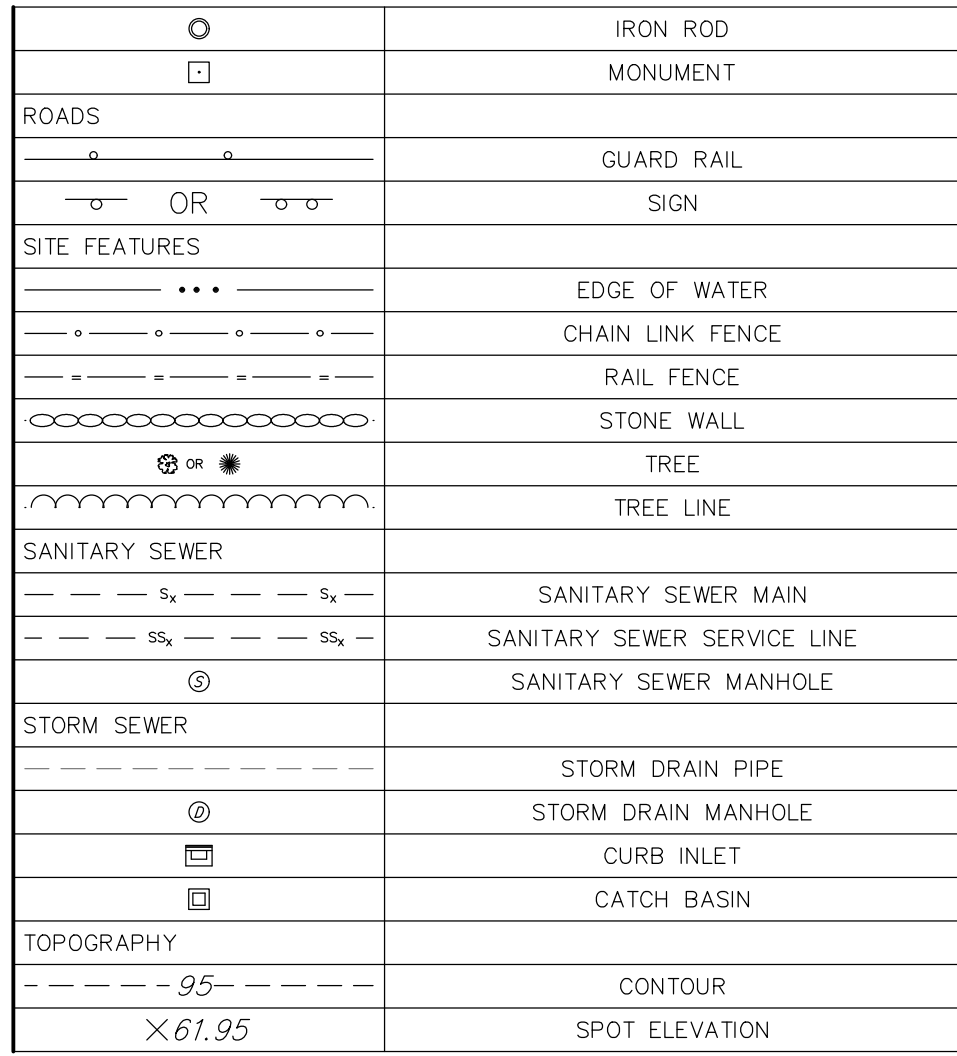 IRON ROD
MONUMENT
ROADS
GUARD RAIL
OR SIGN
SITE FEATURES
EDGE OF WATER
CHAIN LINK FENCE
RAIL FENCE
STONE WALL
OR TREE
TREE LINE
SANITARY SEWER
Sx Sx SANITARY SEWER MAIN
SSx SSx SANITARY SEWER SERVICE LINE
S SANITARY SEWER MANHOLE
STORM SEWER
STORM DRAIN PIPE
D STORM DRAIN MANHOLE
CURB INLET
CATCH BASIN
TOPOGRAPHY
95 CONTOUR
×61.95 SPOT ELEVATION